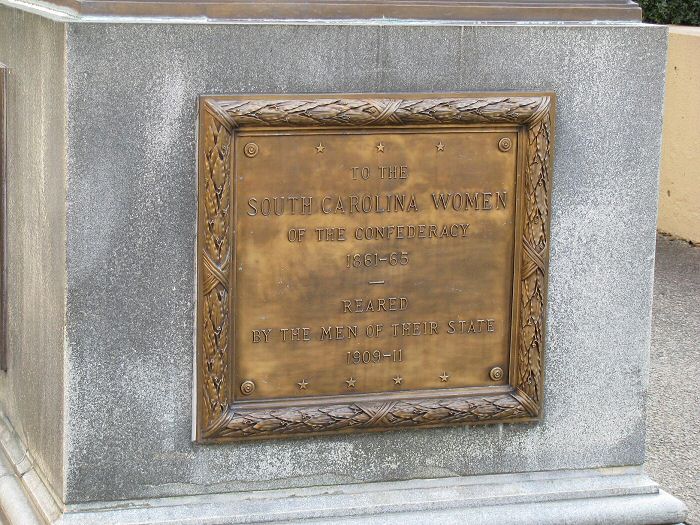 TO THE
SOUTH CAROLINA WOMEN
OF THE CONFEDERACY
1861-65
REARED
BY THE MEN OF THEIR STATE
1909-11